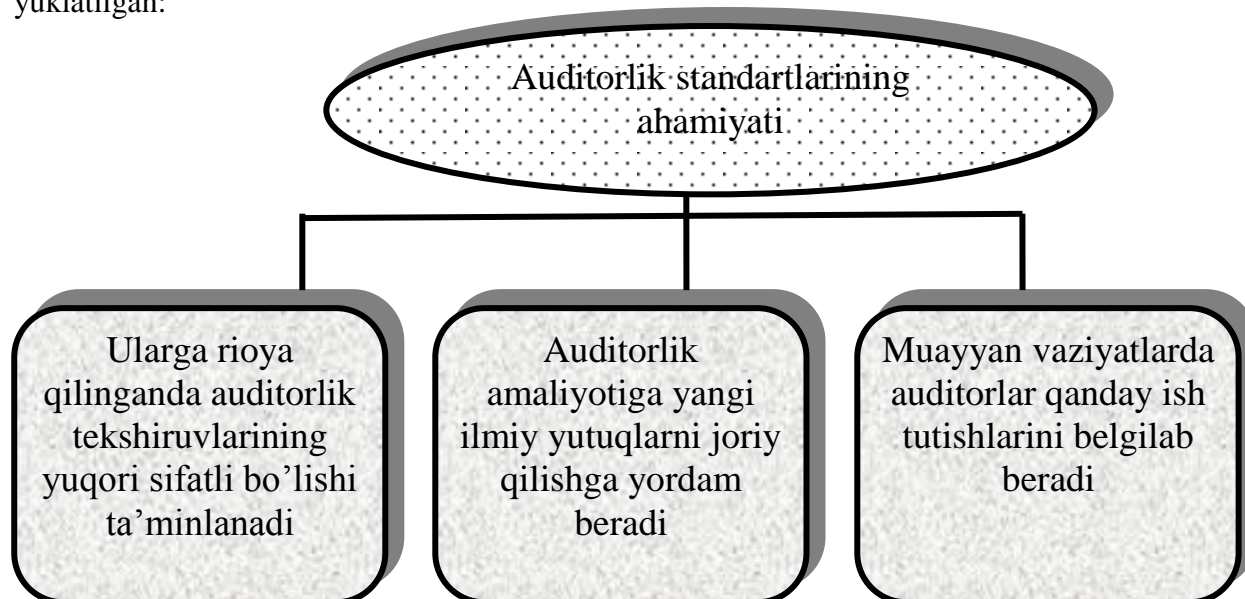 yuklatilgan:
Auditorlik standartlarining
ahamiyati
Ularga rioya
qilinganda auditorlik
tekshiruvlarining
yuqori sifatli bo’lishi
ta’minlanadi
Auditorlik
amaliyotiga yangi
ilmiy yutuqlarni joriy
qilishga yordam
beradi
Muayyan vaziyatlarda
auditorlar qanday ish
tutishlarini belgilab
beradi